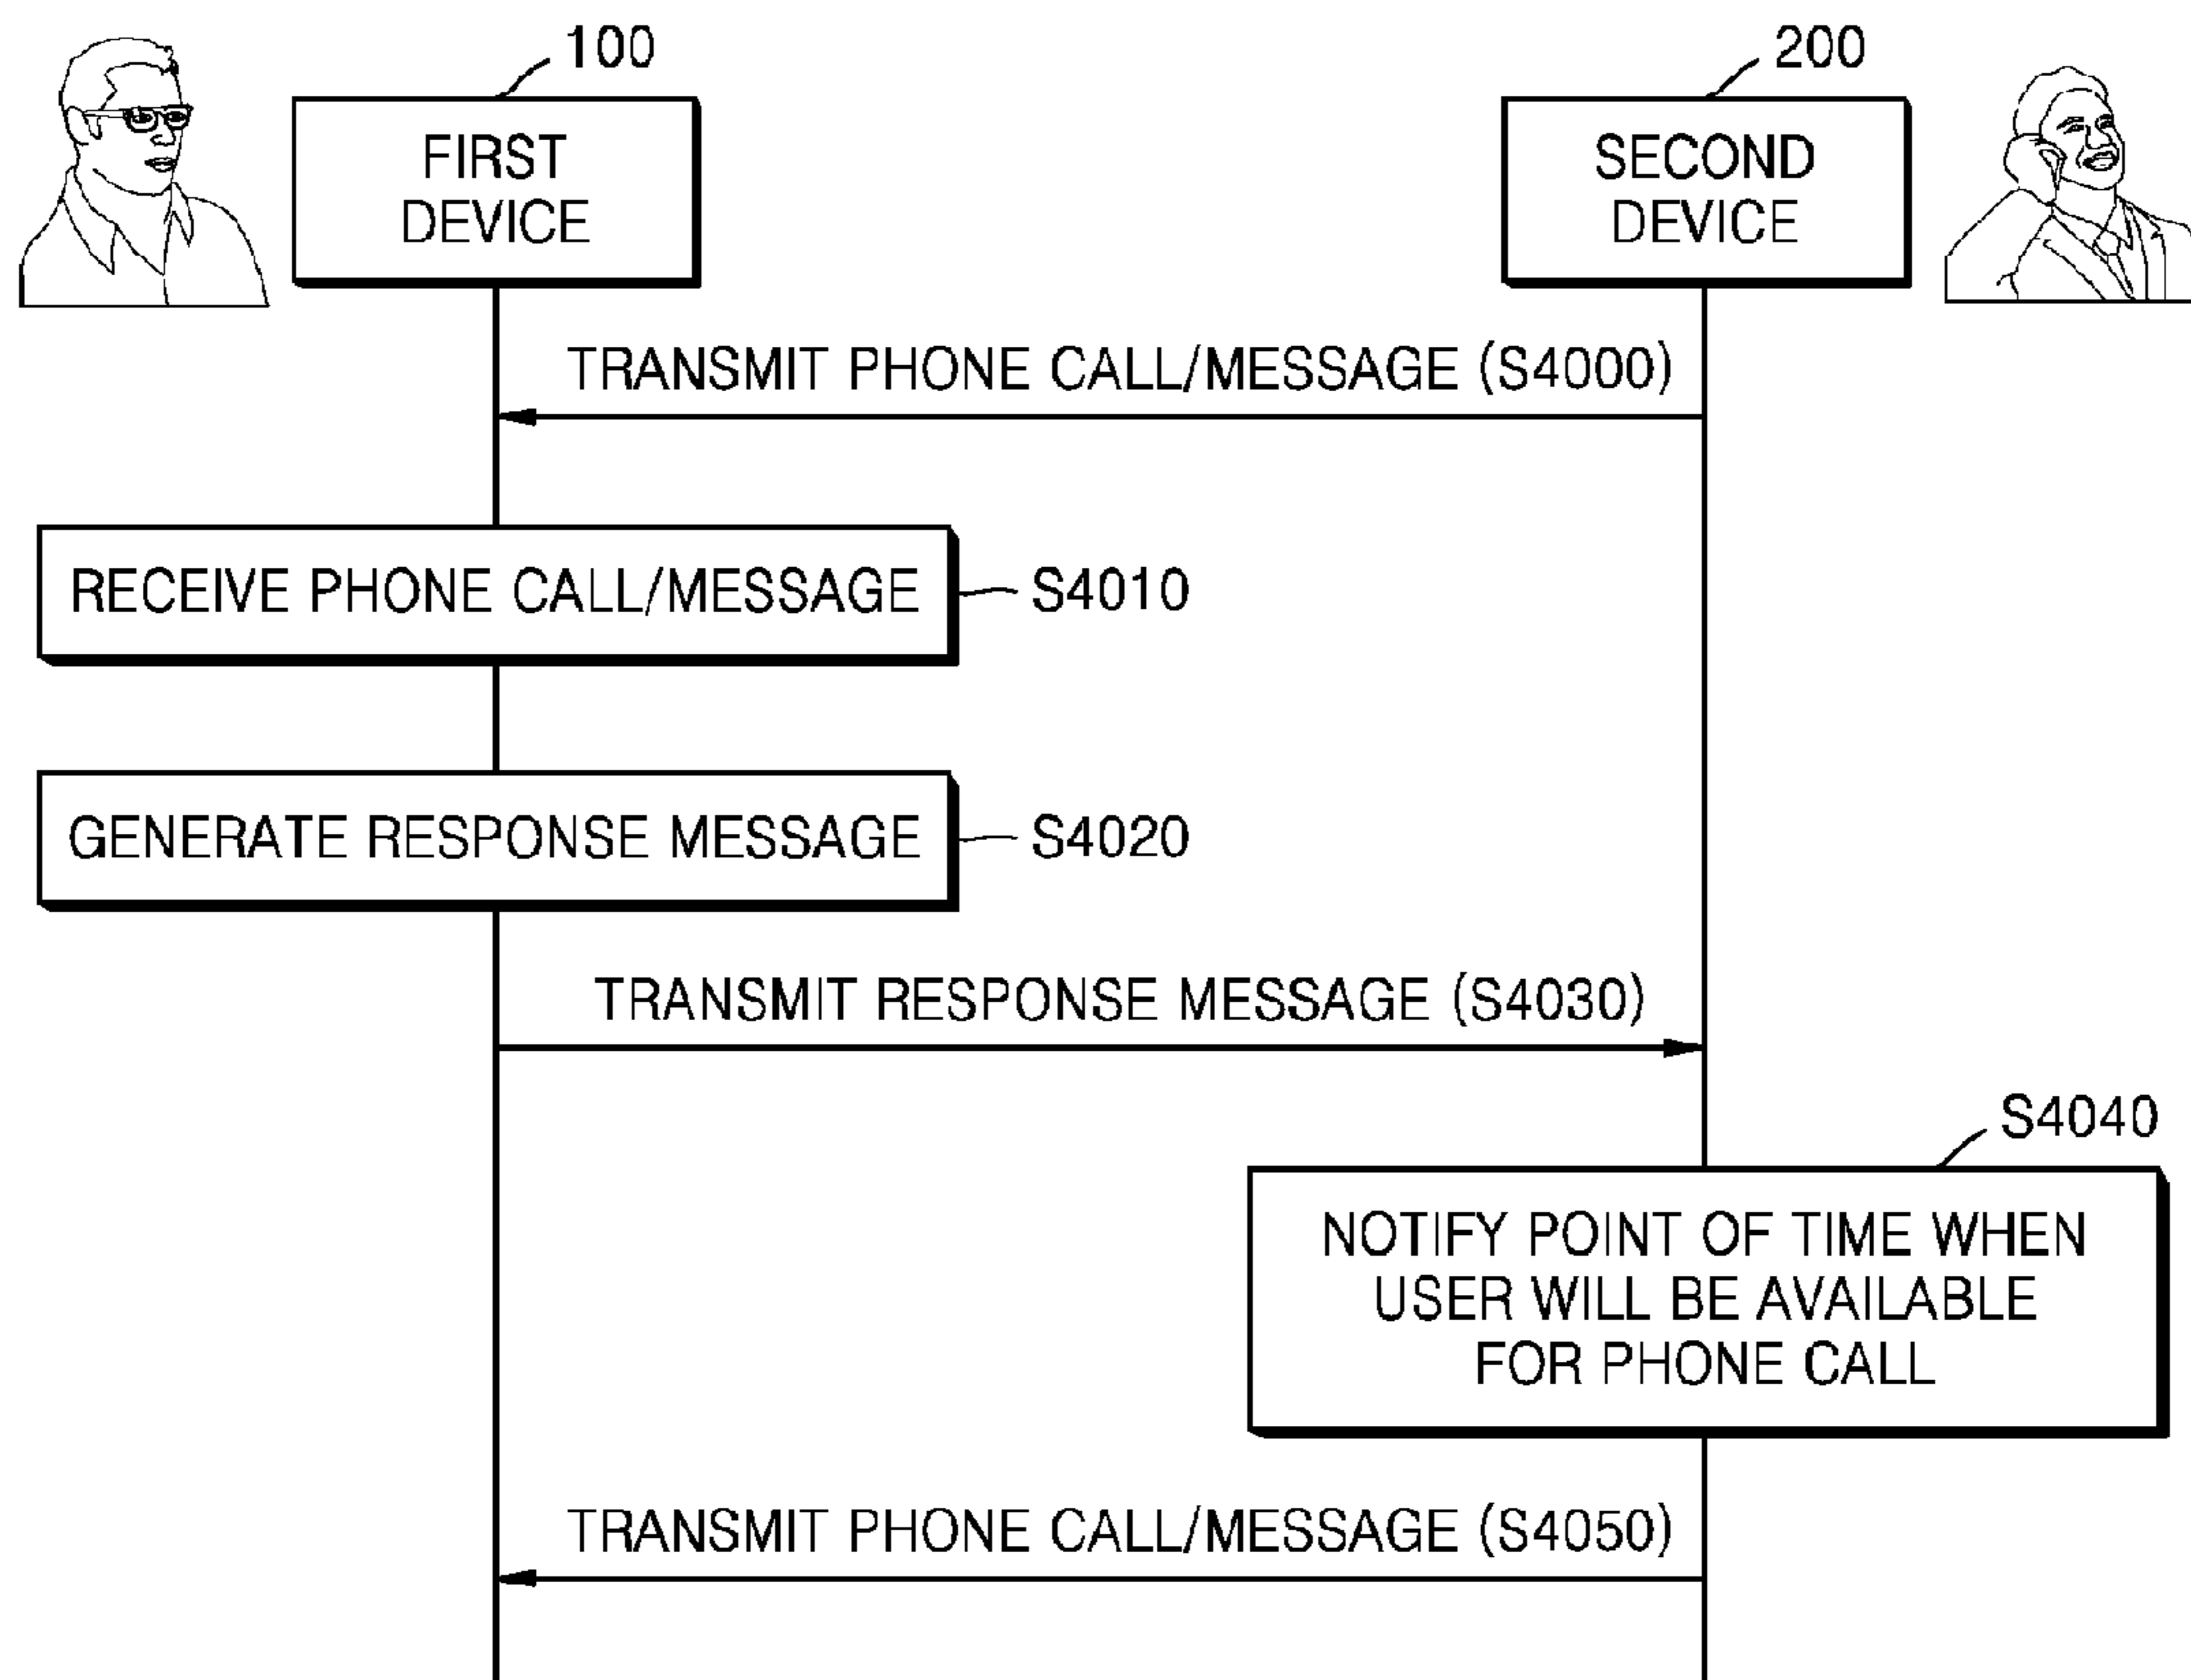 100
200
FIRST
DEVICE
SECOND
DEVICE
TRANSMIT PHONE CALL/MESSAGE (S4000)
RECEIVE PHONE CALL/MESSAGE
S4010
GENERATE RESPONSE MESSAGE
S4020
TRANSMIT RESPONSE MESSAGE (S4030)
S4040
NOTIFY POINT OF TIME WHEN
USER WILL BE AVAILABLE
FOR PHONE CALL
TRANSMIT PHONE CALL/MESSAGE (S4050)